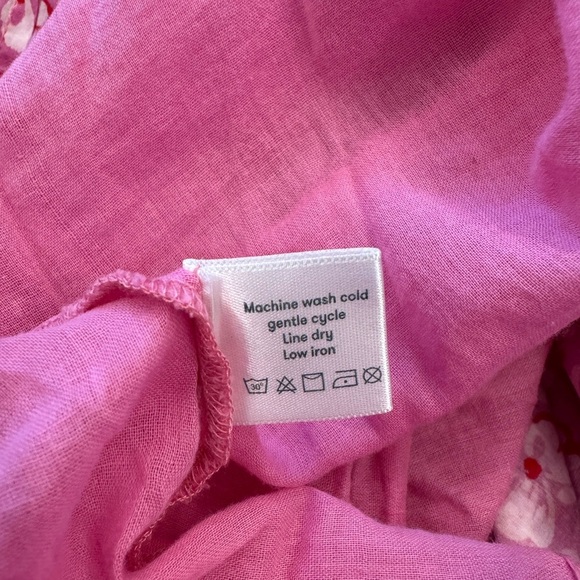 Machine wash cold
gentle cycle
Line dry
Low iron
30°